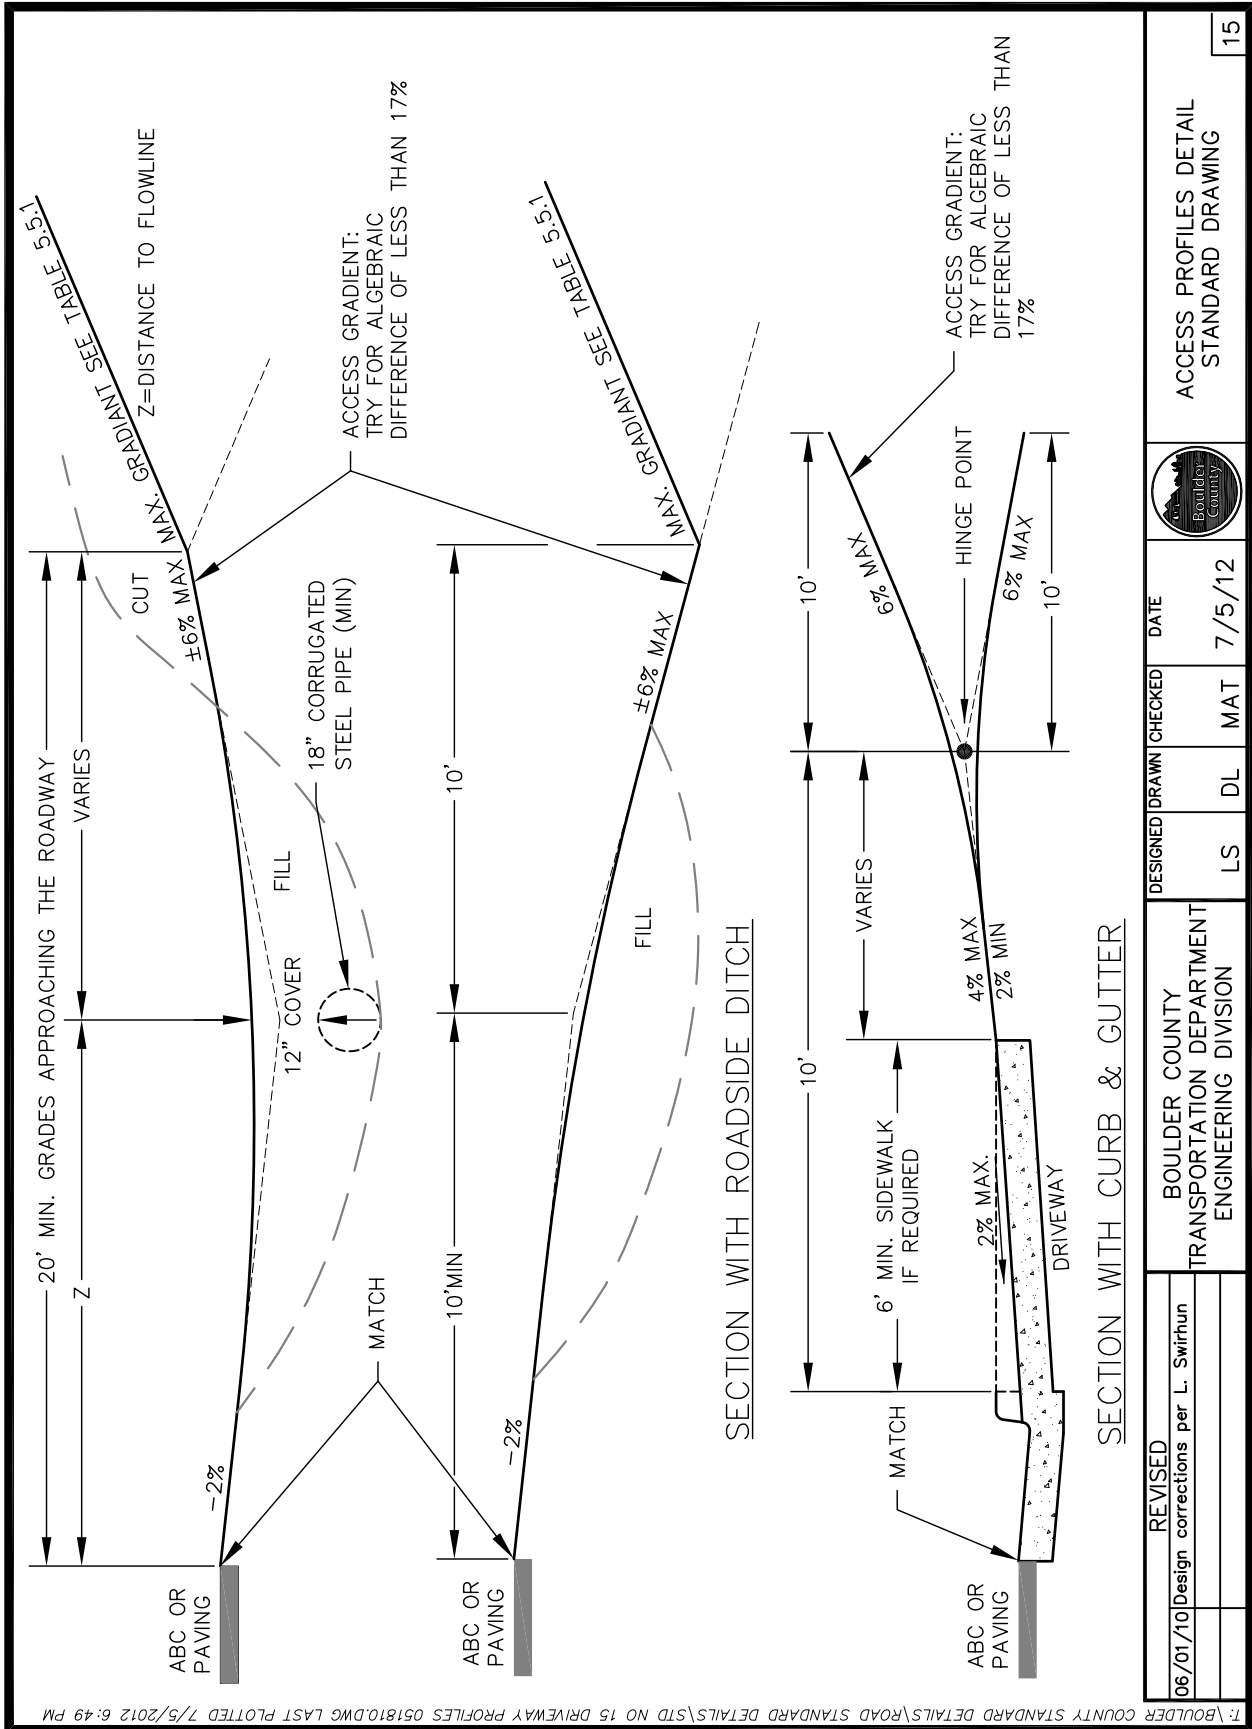 20' MIN. GRADES APPROACHING THE ROADWAY
Z
VARIES
MAX. GRADIANT SEE TABLE 5.5.1
Z=DISTANCE TO FLOWLINE
CUT
±6% MAX
-2%
ABC OR
PAVING
FILL
12" COVER
18" CORRUGATED
STEEL PIPE (MIN)
ACCESS GRADIENT:
TRY FOR ALGEBRAIC
DIFFERENCE OF LESS THAN 17%
MATCH
10'MIN
10'
MAX. GRADIANT SEE TABLE 5.5.1
±6% MAX
-2%
ABC OR
PAVING
FILL
SECTION WITH ROADSIDE DITCH
10'
10'
VARIES
6' MIN. SIDEWALK
IF REQUIRED
MATCH
2% MAX.
4% MAX
2% MIN
6% MAX
HINGE POINT
6% MAX
10'
ACCESS GRADIENT:
TRY FOR ALGEBRAIC
DIFFERENCE OF LESS THAN
17%
ABC OR
PAVING
DRIVEWAY
SECTION WITH CURB & GUTTER
REVISED
06/01/10 Design corrections per L. Swirhun
BOULDER COUNTY
TRANSPORTATION DEPARTMENT
ENGINEERING DIVISION
DESIGNED DRAWN CHECKED DATE
LS DL MAT 7/5/12
Boulder
County
ACCESS PROFILES DETAIL
STANDARD DRAWING
15
T:\BOULDER COUNTY STANDARD DETAILS\ROAD STANDARD DETAILS\STD NO 15 DRIVEWAY PROFILES 051810.DWG LAST PLOTTED 7/5/2012 6:49 PM